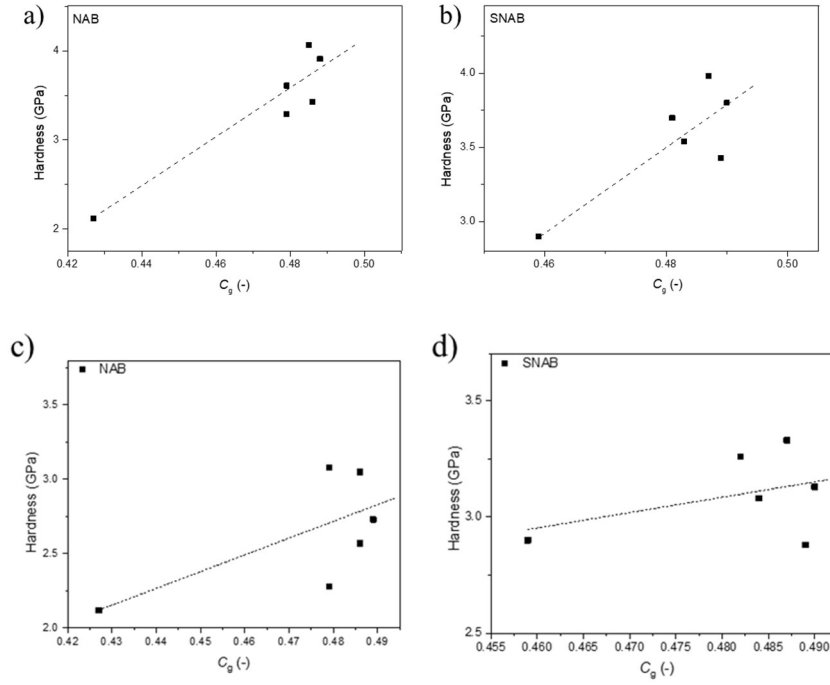 a)
NAB
Hardness (GPa)
4
3
2
0.42 0.44 0.46 0.48 0.50
Cg (-)
b)
SNAB
Hardness (GPa)
4.0
3.5
3.0
0.46 0.48 0.50
Cg (-)
c)
NAB
Hardness (GPa)
3.5
3.0
2.5
2.0
0.42 0.43 0.44 0.45 0.46 0.47 0.48 0.49
Cg (-)
d)
SNAB
Hardness (GPa)
3.5
3.0
2.5
0.455 0.460 0.465 0.470 0.475 0.480 0.485 0.490
Cg (-)